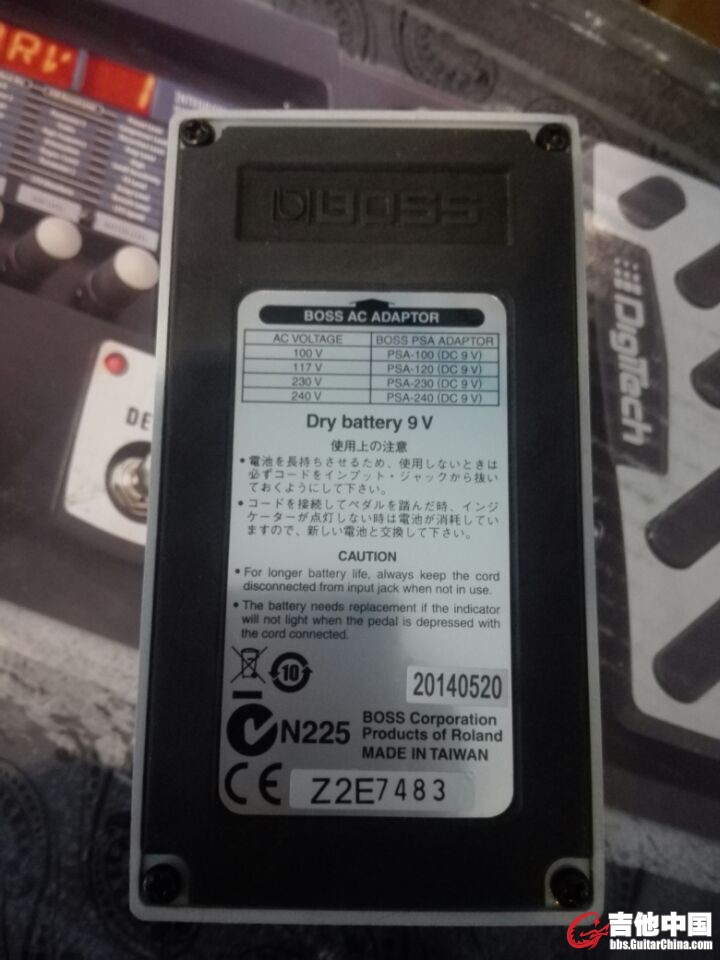 BOSS
BOSS AC ADAPTOR
AC VOLTAGE BOSS PSA ADAPTOR
100 V PSA-100 (DC 9 V)
117 V PSA-120 (DC 9 V)
230 V PSA-230 (DC 9 V)
240 V PSA-240 (DC 9 V)
Dry battery 9 V
使用上の注意
• 電池を長持ちさせるため、使用しないときは
必ずコードをインプット・ジャックから抜い
ておくようにして下さい。
• コードを接続してペダルを踏んだ時、インジ
ケーターが点灯しない時は電池が消耗してい
ますので、新しい電池と交換して下さい。
CAUTION
• For longer battery life, always keep the cord
disconnected from input jack when not in use.
• The battery needs replacement if the indicator
will not light when the pedal is depressed with
the cord connected.
10
20140520
N225
BOSS Corporation
Products of Roland
MADE IN TAIWAN
CE
Z2E7483
DigiTech
DE
吉他中国
bbs.GuitarChina.com